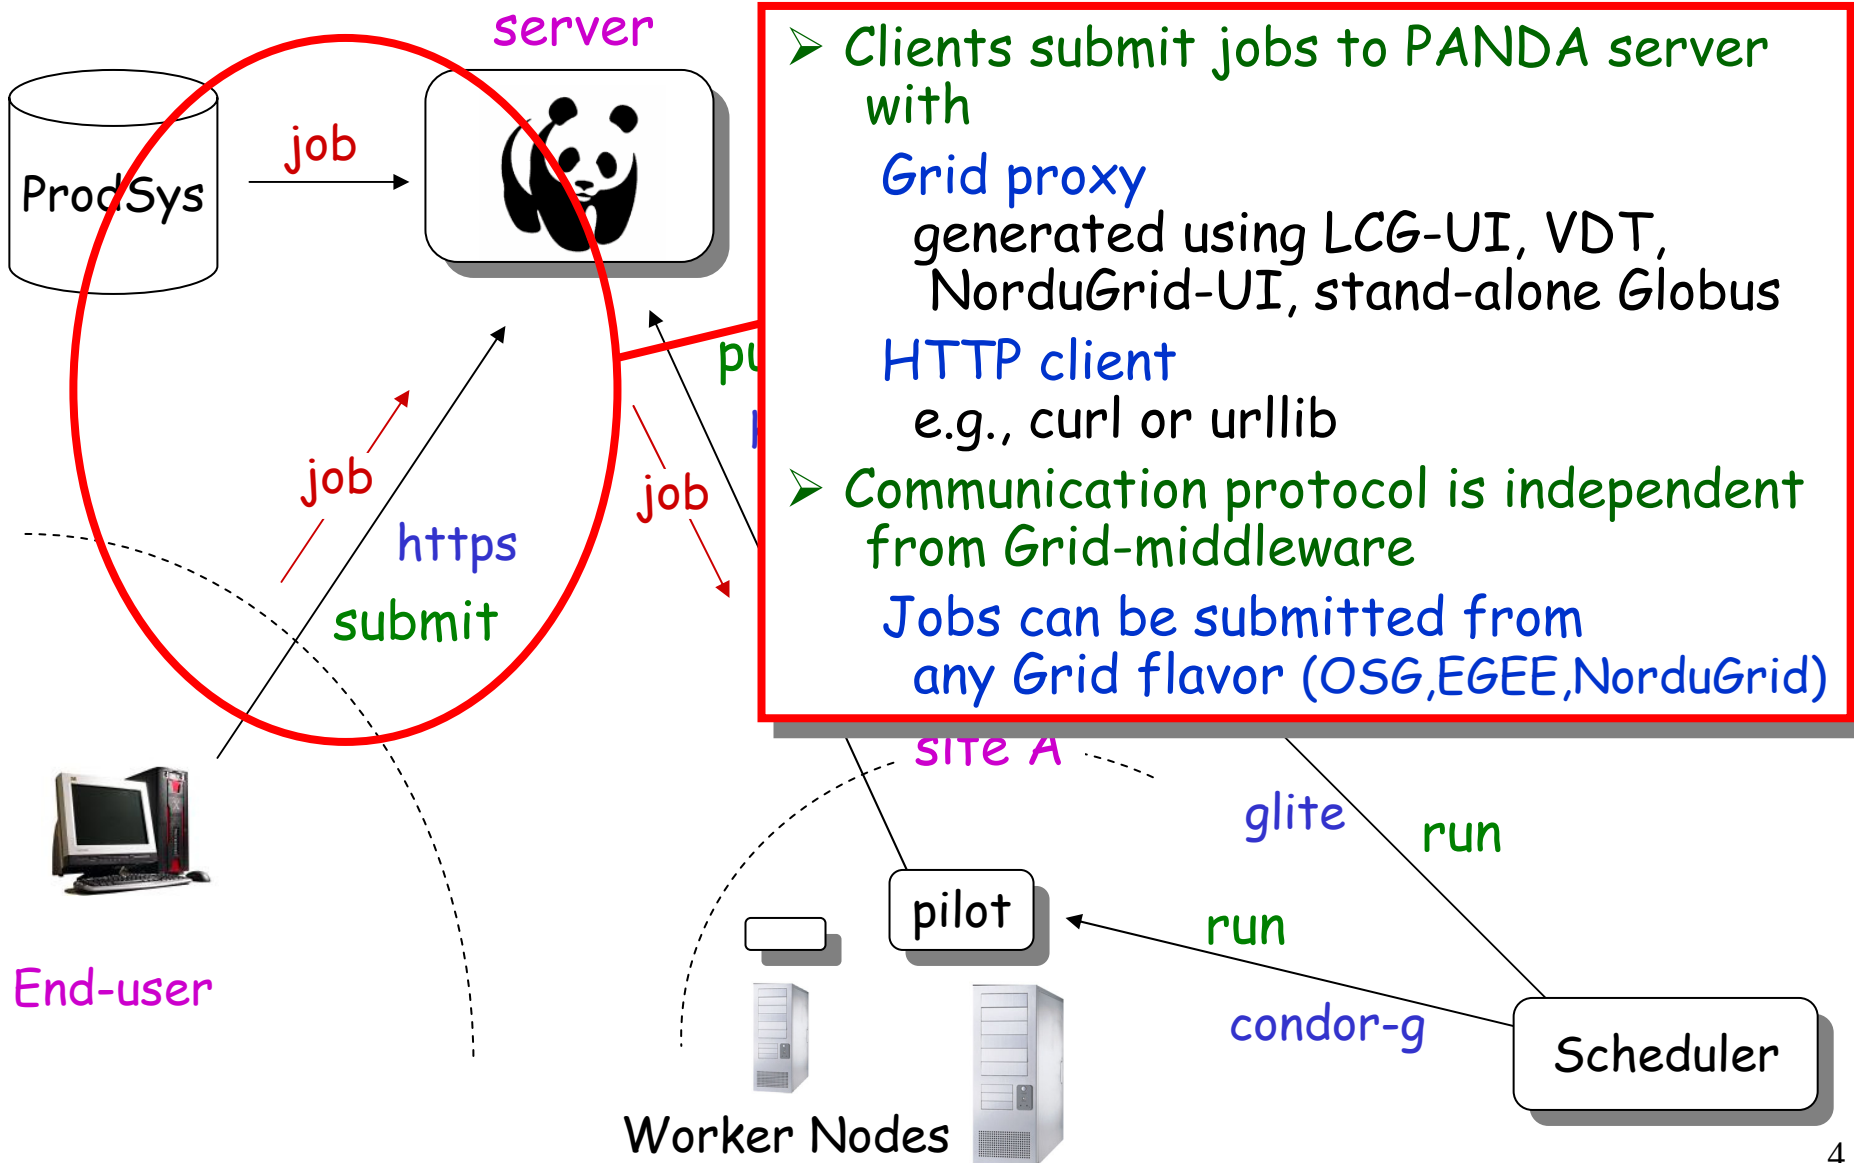 server
ProdSys
job
➢ Clients submit jobs to PANDA server
with
Grid proxy
generated using LCG-UI, VDT,
NorduGrid-UI, stand-alone Globus
HTTP client
e.g., curl or urllib
➢ Communication protocol is independent
from Grid-middleware
Jobs can be submitted from
any Grid flavor (OSG,EGEE,NorduGrid)
job
https
submit
job
site A
glite
run
pilot
run
condor-g
End-user
Scheduler
Worker Nodes
4